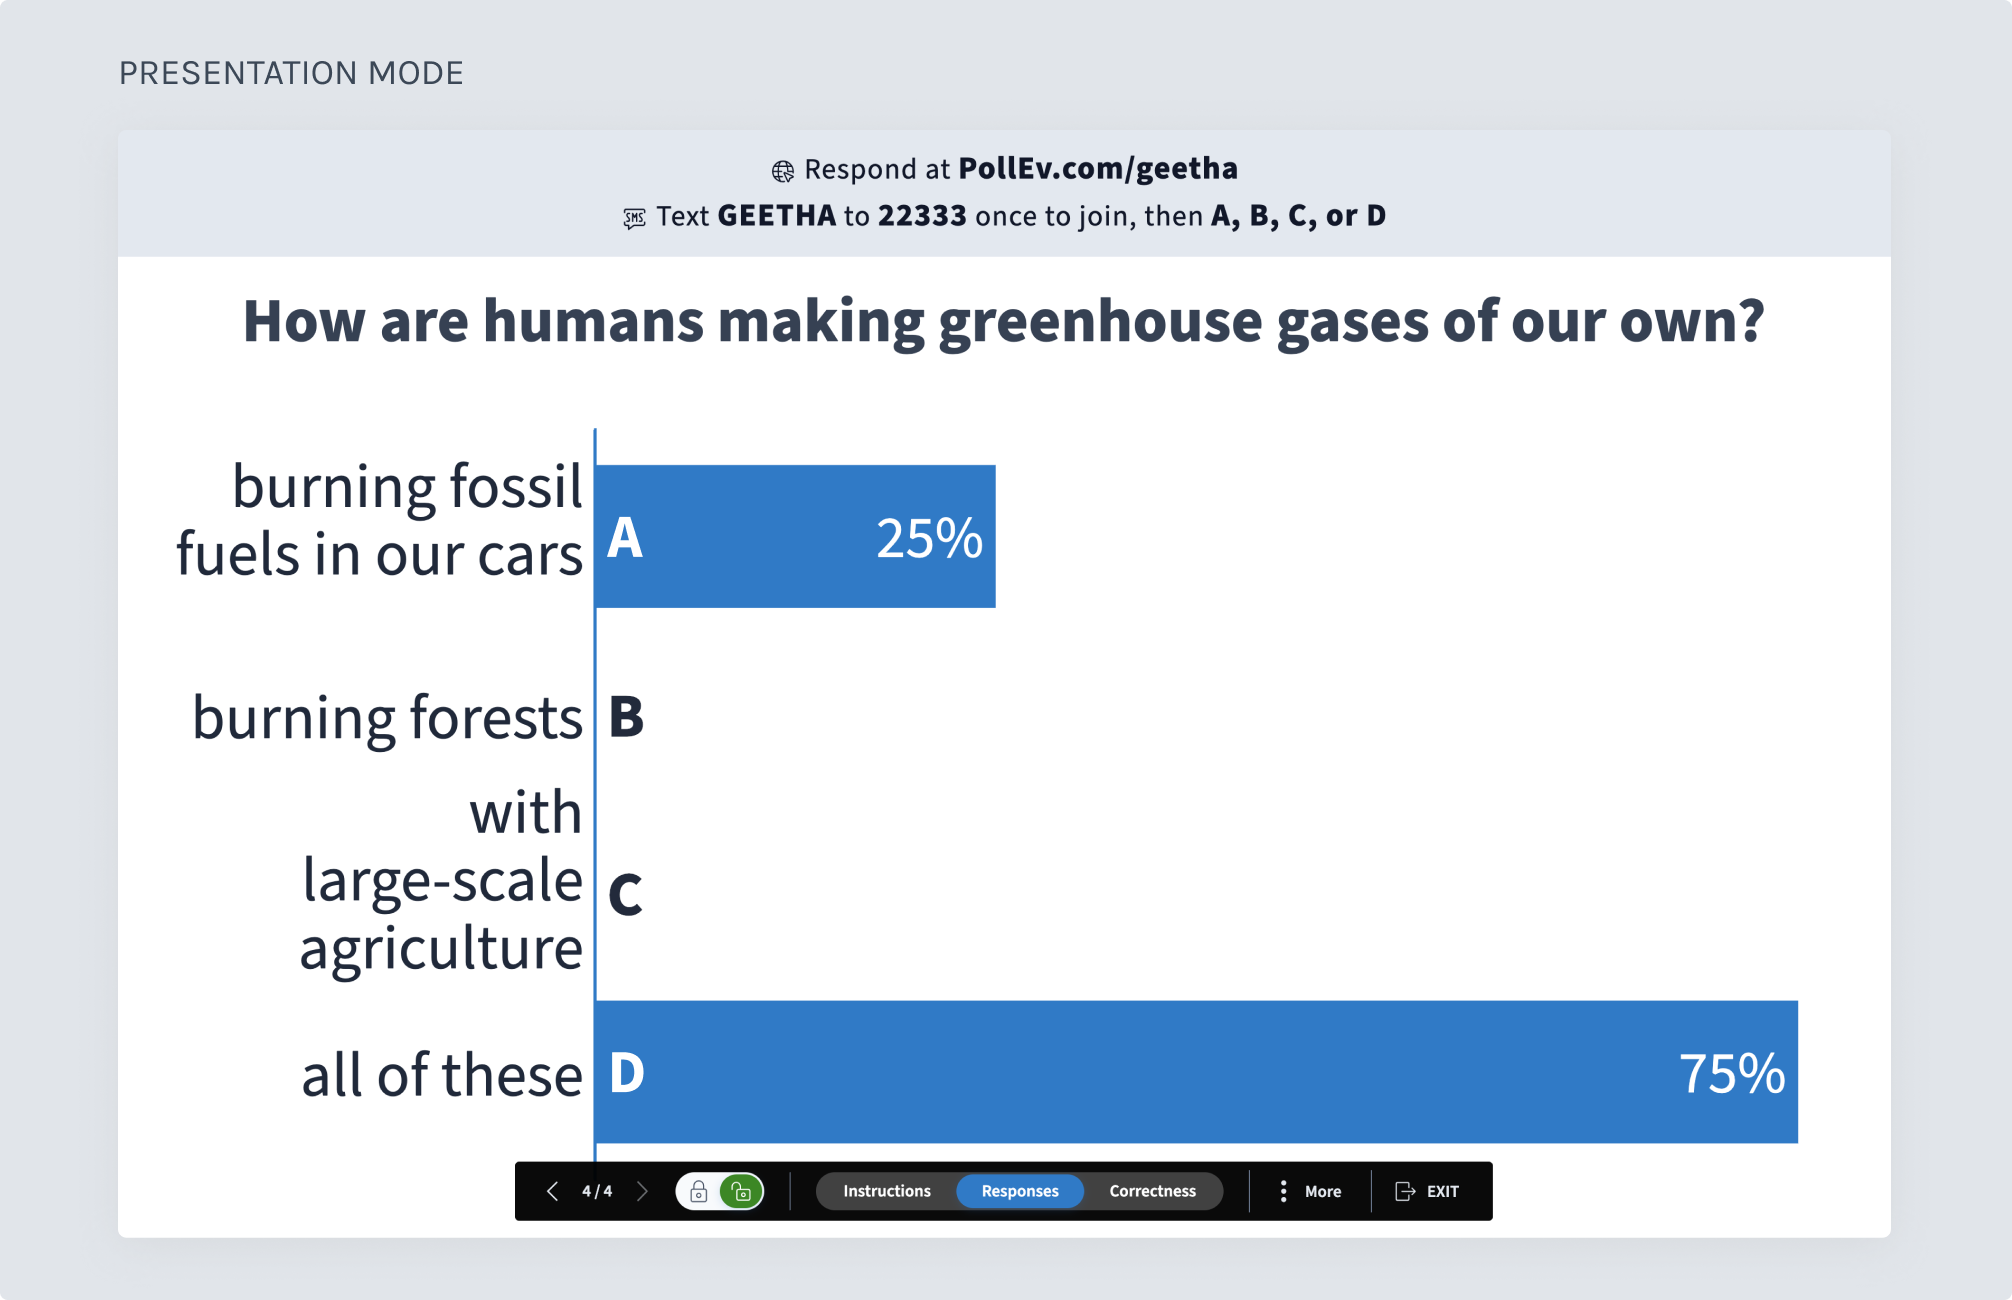 PRESENTATION MODE
Respond at PollEv.com/geetha
SMS Text GEETHA to 22333 once to join, then A, B, C, or D
How are humans making greenhouse gases of our own?
burning fossil
fuels in our cars
A 25%
burning forests B
with
large-scale
agriculture
C
all of these D 75%
4 / 4 Instructions Responses Correctness More EXIT